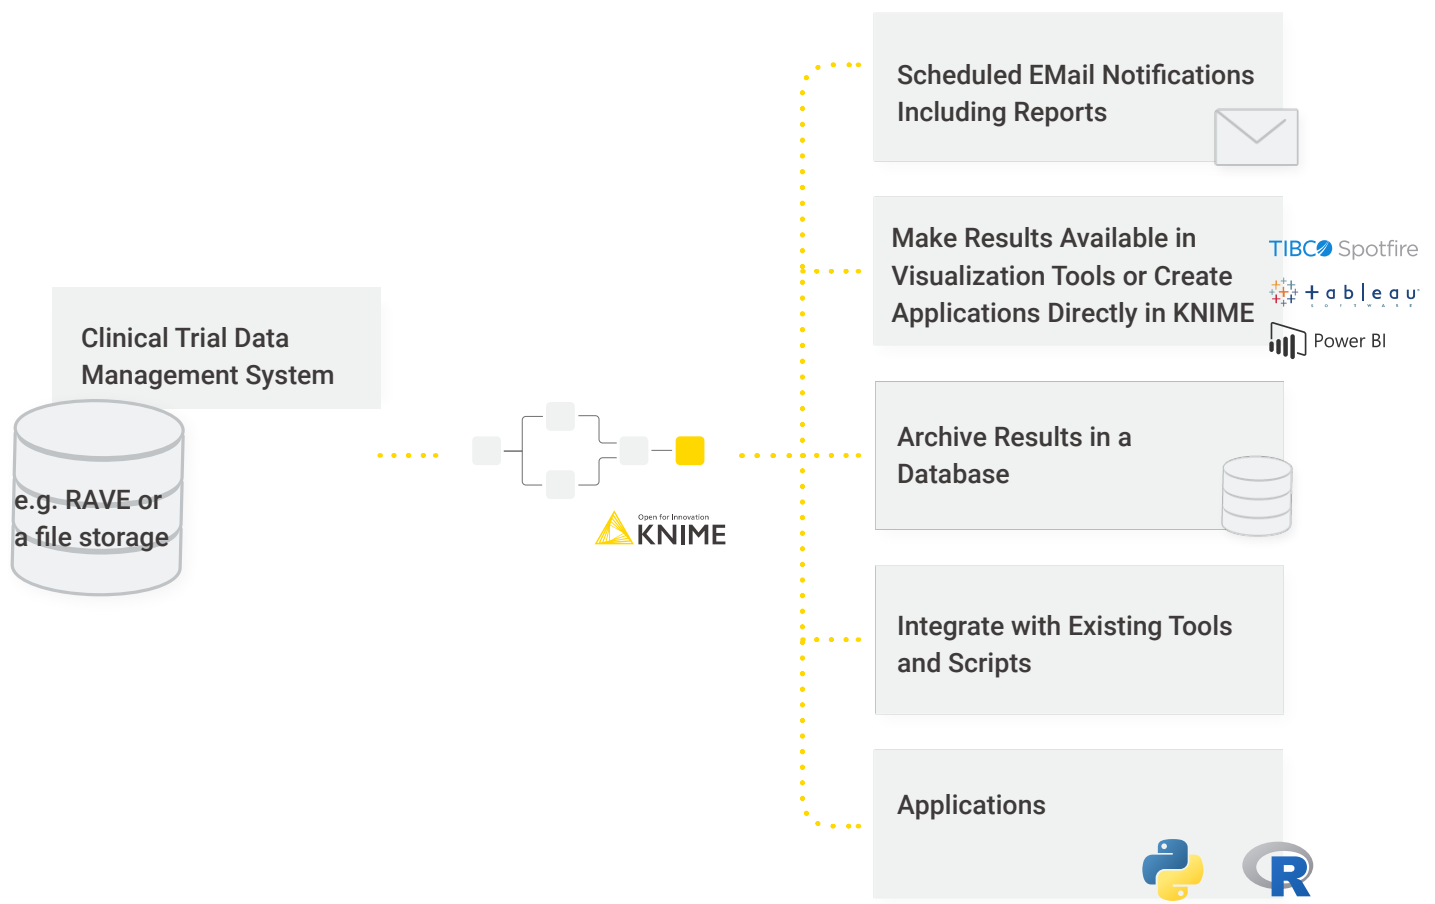 Clinical Trial Data
Management System
e.g. RAVE or
a file storage
Open for Innovation
KNIME
Scheduled EMail Notifications
Including Reports
Make Results Available in
Visualization Tools or Create
Applications Directly in KNIME
TIBCO Spotfire
+ableau
SOFTWARE
Power BI
Archive Results in a
Database
Integrate with Existing Tools
and Scripts
Applications
R